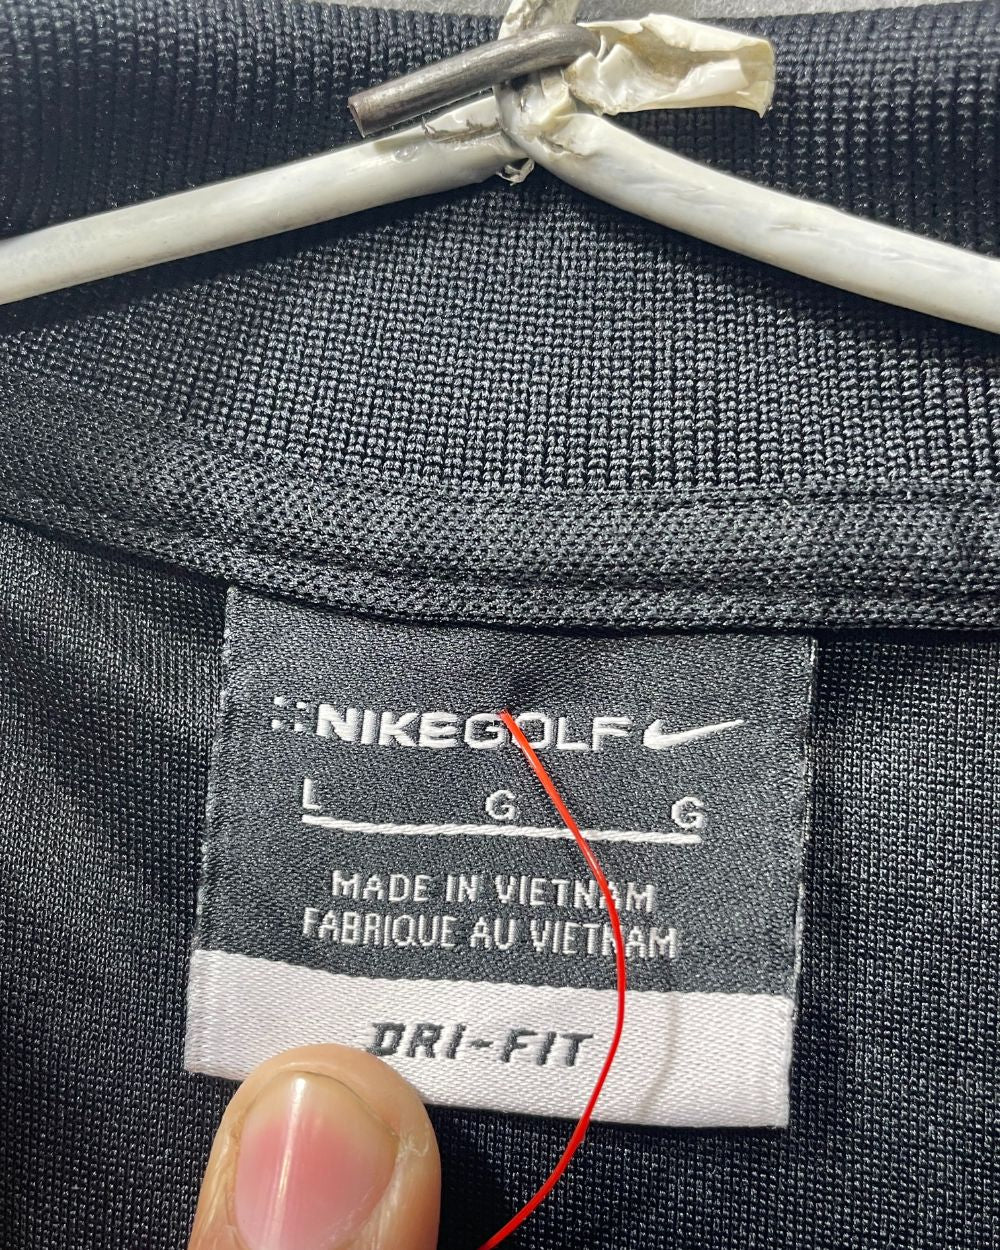 NIKEGOLF
L G G
MADE IN VIETNAM
FABRIQUE AU VIETNAM
DRI-FIT